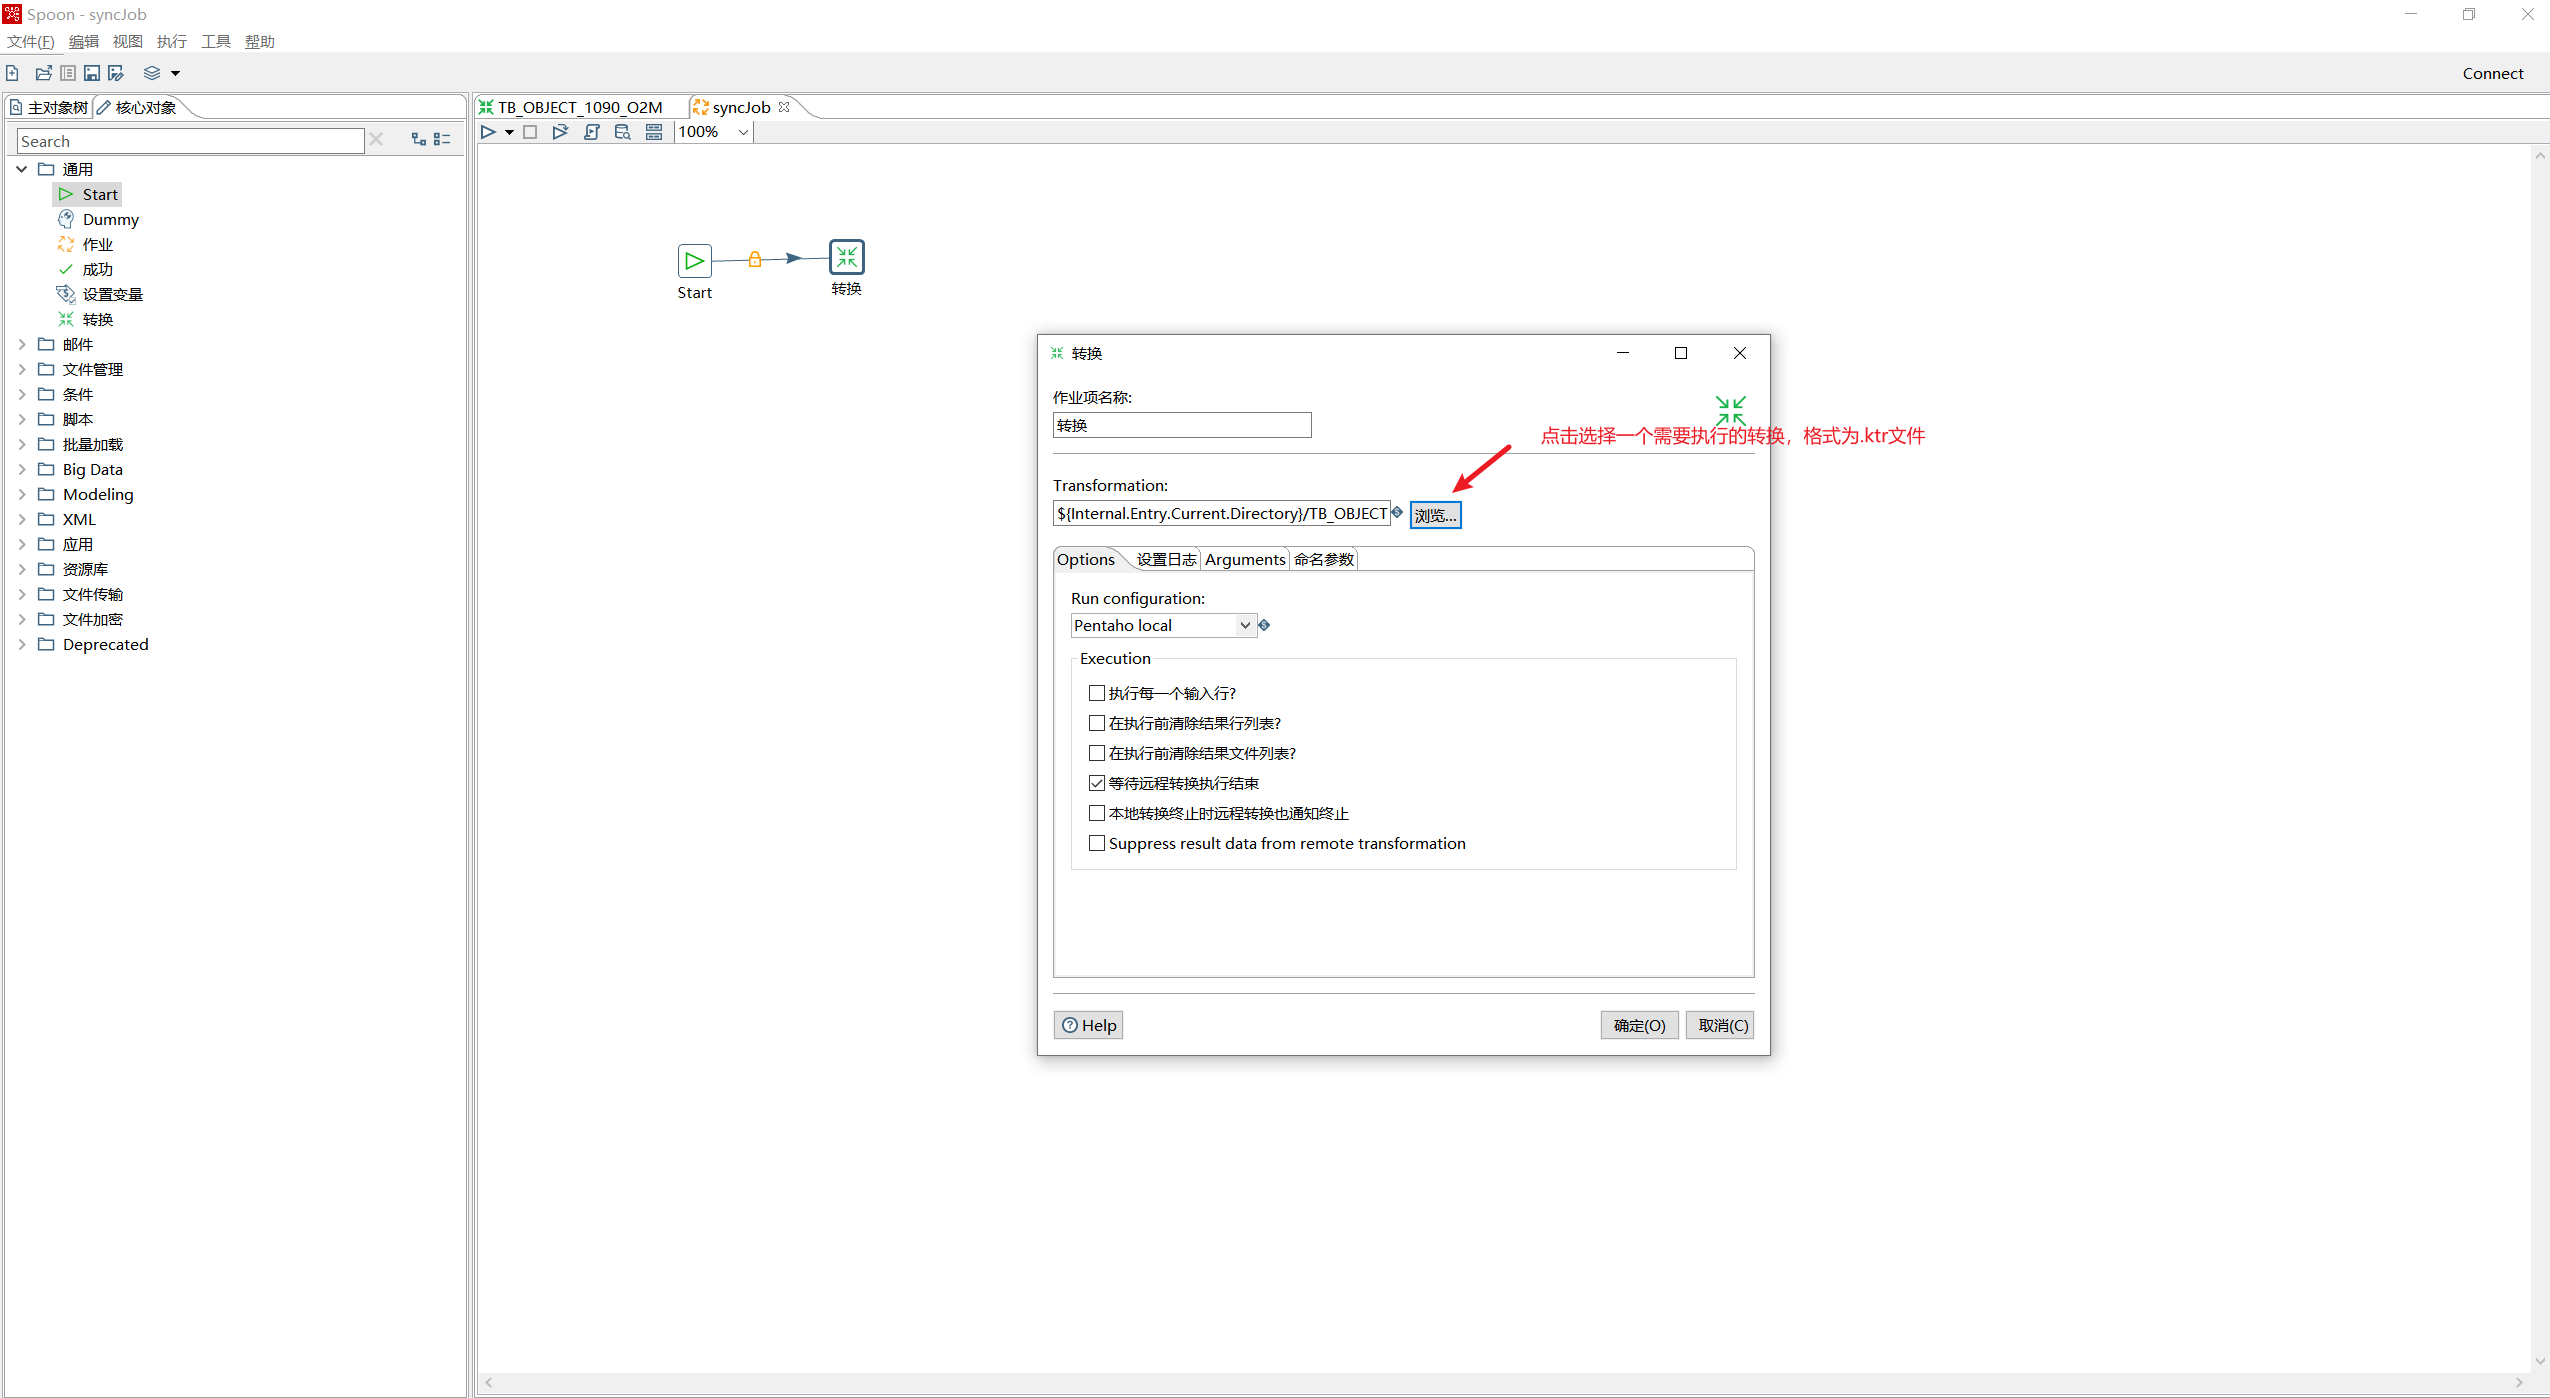 Spoon - syncJob
文件(F) 编辑 视图 执行 工具 帮助
Connect
主对象树 核心对象
Search
通用
Start
Dummy
作业
成功
设置变量
转换
邮件
文件管理
条件
脚本
批量加载
Big Data
Modeling
XML
应用
资源库
文件传输
文件加密
Deprecated
TB_OBJECT_1090_O2M syncJob
100%
Start
转换
转换
作业项名称:
转换
点击选择一个需要执行的转换，格式为.ktr文件
Transformation:
${Internal.Entry.Current.Directory}/TB_OBJECT
浏览...
Options 设置日志 Arguments 命名参数
Run configuration:
Pentaho local
Execution
执行每一个输入行?
在执行前清除结果行列表?
在执行前清除结果文件列表?
等待远程转换执行结束
本地转换终止时远程转换也通知终止
Suppress result data from remote transformation
Help
确定(O)
取消(C)